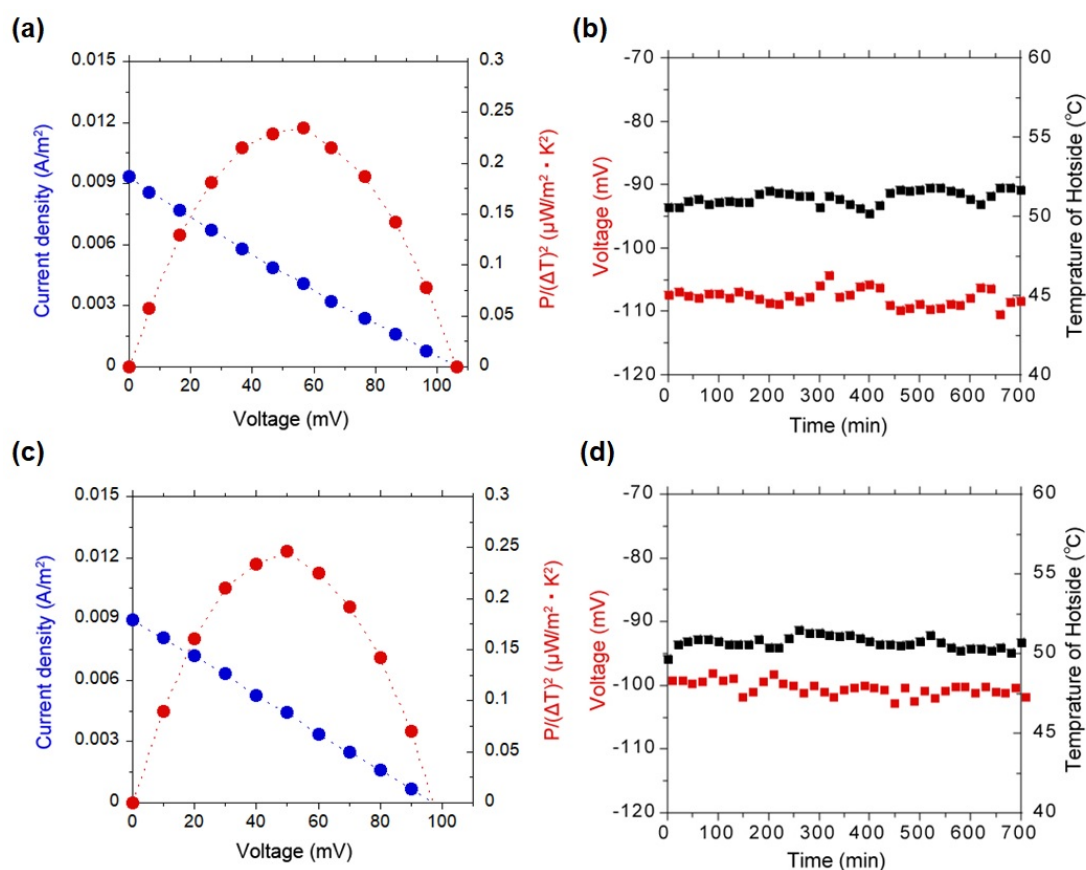 (a)
0.015
0.012
0.009
0.006
0.003
0
Current density (A/m²)
0.3
0.25
0.2
0.15
0.1
0.05
0
P/(ΔT)² (μW/m² · K²)
0 20 40 60 80 100
Voltage (mV)
(b)
-70
-80
-90
-100
-110
-120
Voltage (mV)
60
55
50
45
40
Temprature of Hotside (°C)
0 100 200 300 400 500 600 700
Time (min)
(c)
0.015
0.012
0.009
0.006
0.003
0
Current density (A/m²)
0.3
0.25
0.2
0.15
0.1
0.05
0
P/(ΔT)² (μW/m² · K²)
0 20 40 60 80 100
Voltage (mV)
(d)
-70
-80
-90
-100
-110
-120
Voltage (mV)
60
55
50
45
40
Temprature of Hotside (°C)
0 100 200 300 400 500 600 700
Time (min)